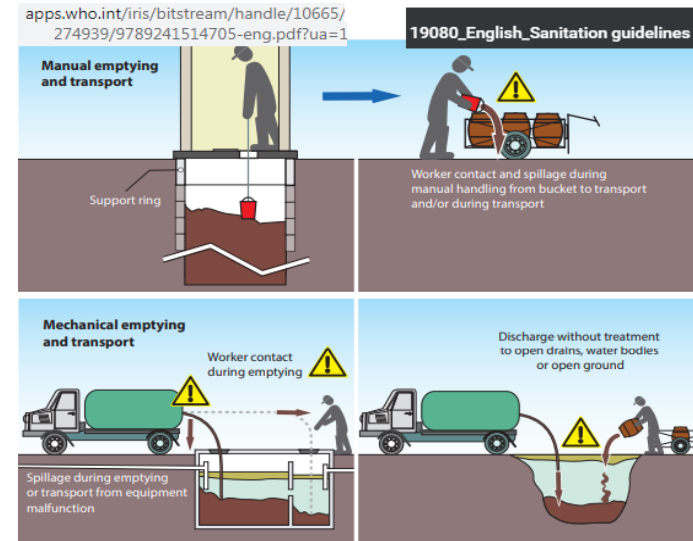 apps.who.int/iris/bitstream/handle/10665/
274939/9789241514705-eng.pdf?ua=1
19080_English_Sanitation guidelines
Manual emptying
and transport
Support ring
Worker contact and spillage during
manual handling from bucket to transport
and/or during transport
Mechanical emptying
and transport
Worker contact
during emptying
Spillage during emptying
or transport from equipment
malfunction
Discharge without treatment
to open drains, water bodies
or open ground